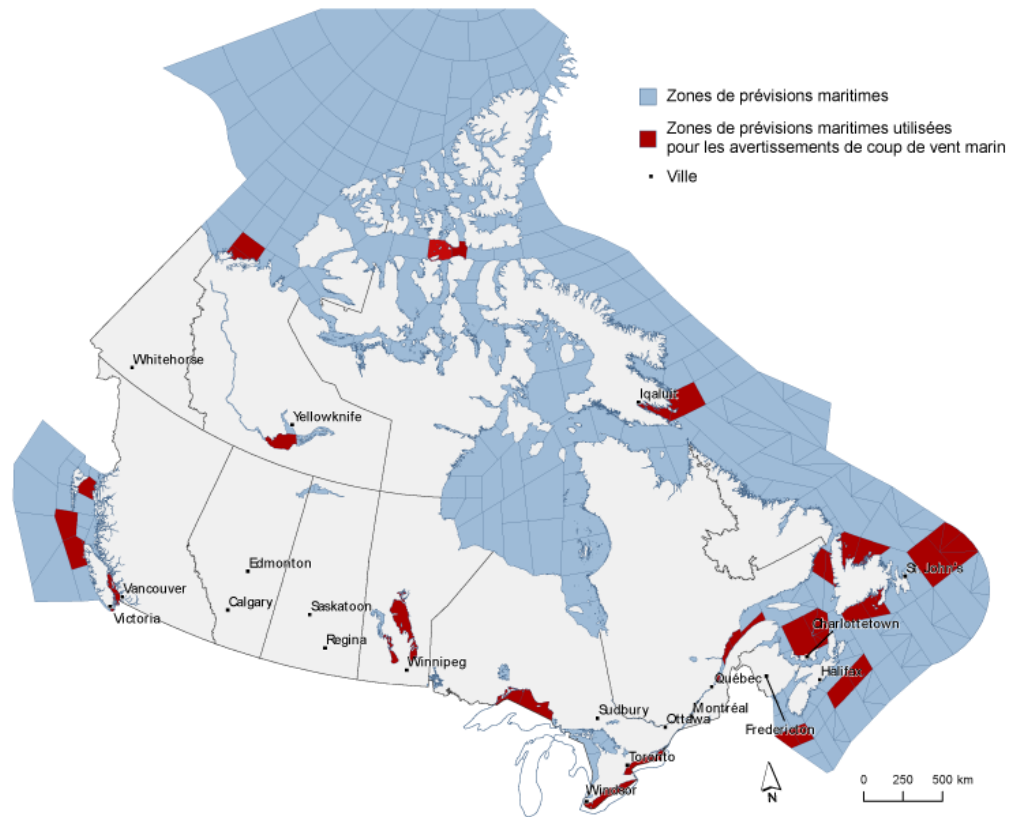 Zones de prévisions maritimes
Zones de prévisions maritimes utilisées
pour les avertissements de coup de vent marin
Ville
Whitehorse
Iqaluit
Yellowknife
Edmonton
St. John's
Vancouver
Calgary
Saskatoon
Victoria
Charlottetown
Regina
Winnipeg
Halifax
Québec
Sudbury
Montréal
Ottawa
Fredericton
Toronto
Windsor
N
0 250 500 km